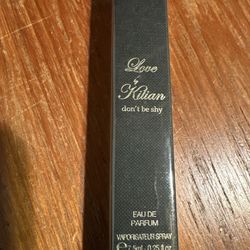 Love
by
Kilian
don't be shy
EAU DE
PARFUM
VAPORISATEUR SPRAY
℮ 7.5ml - 0.25 fl.oz